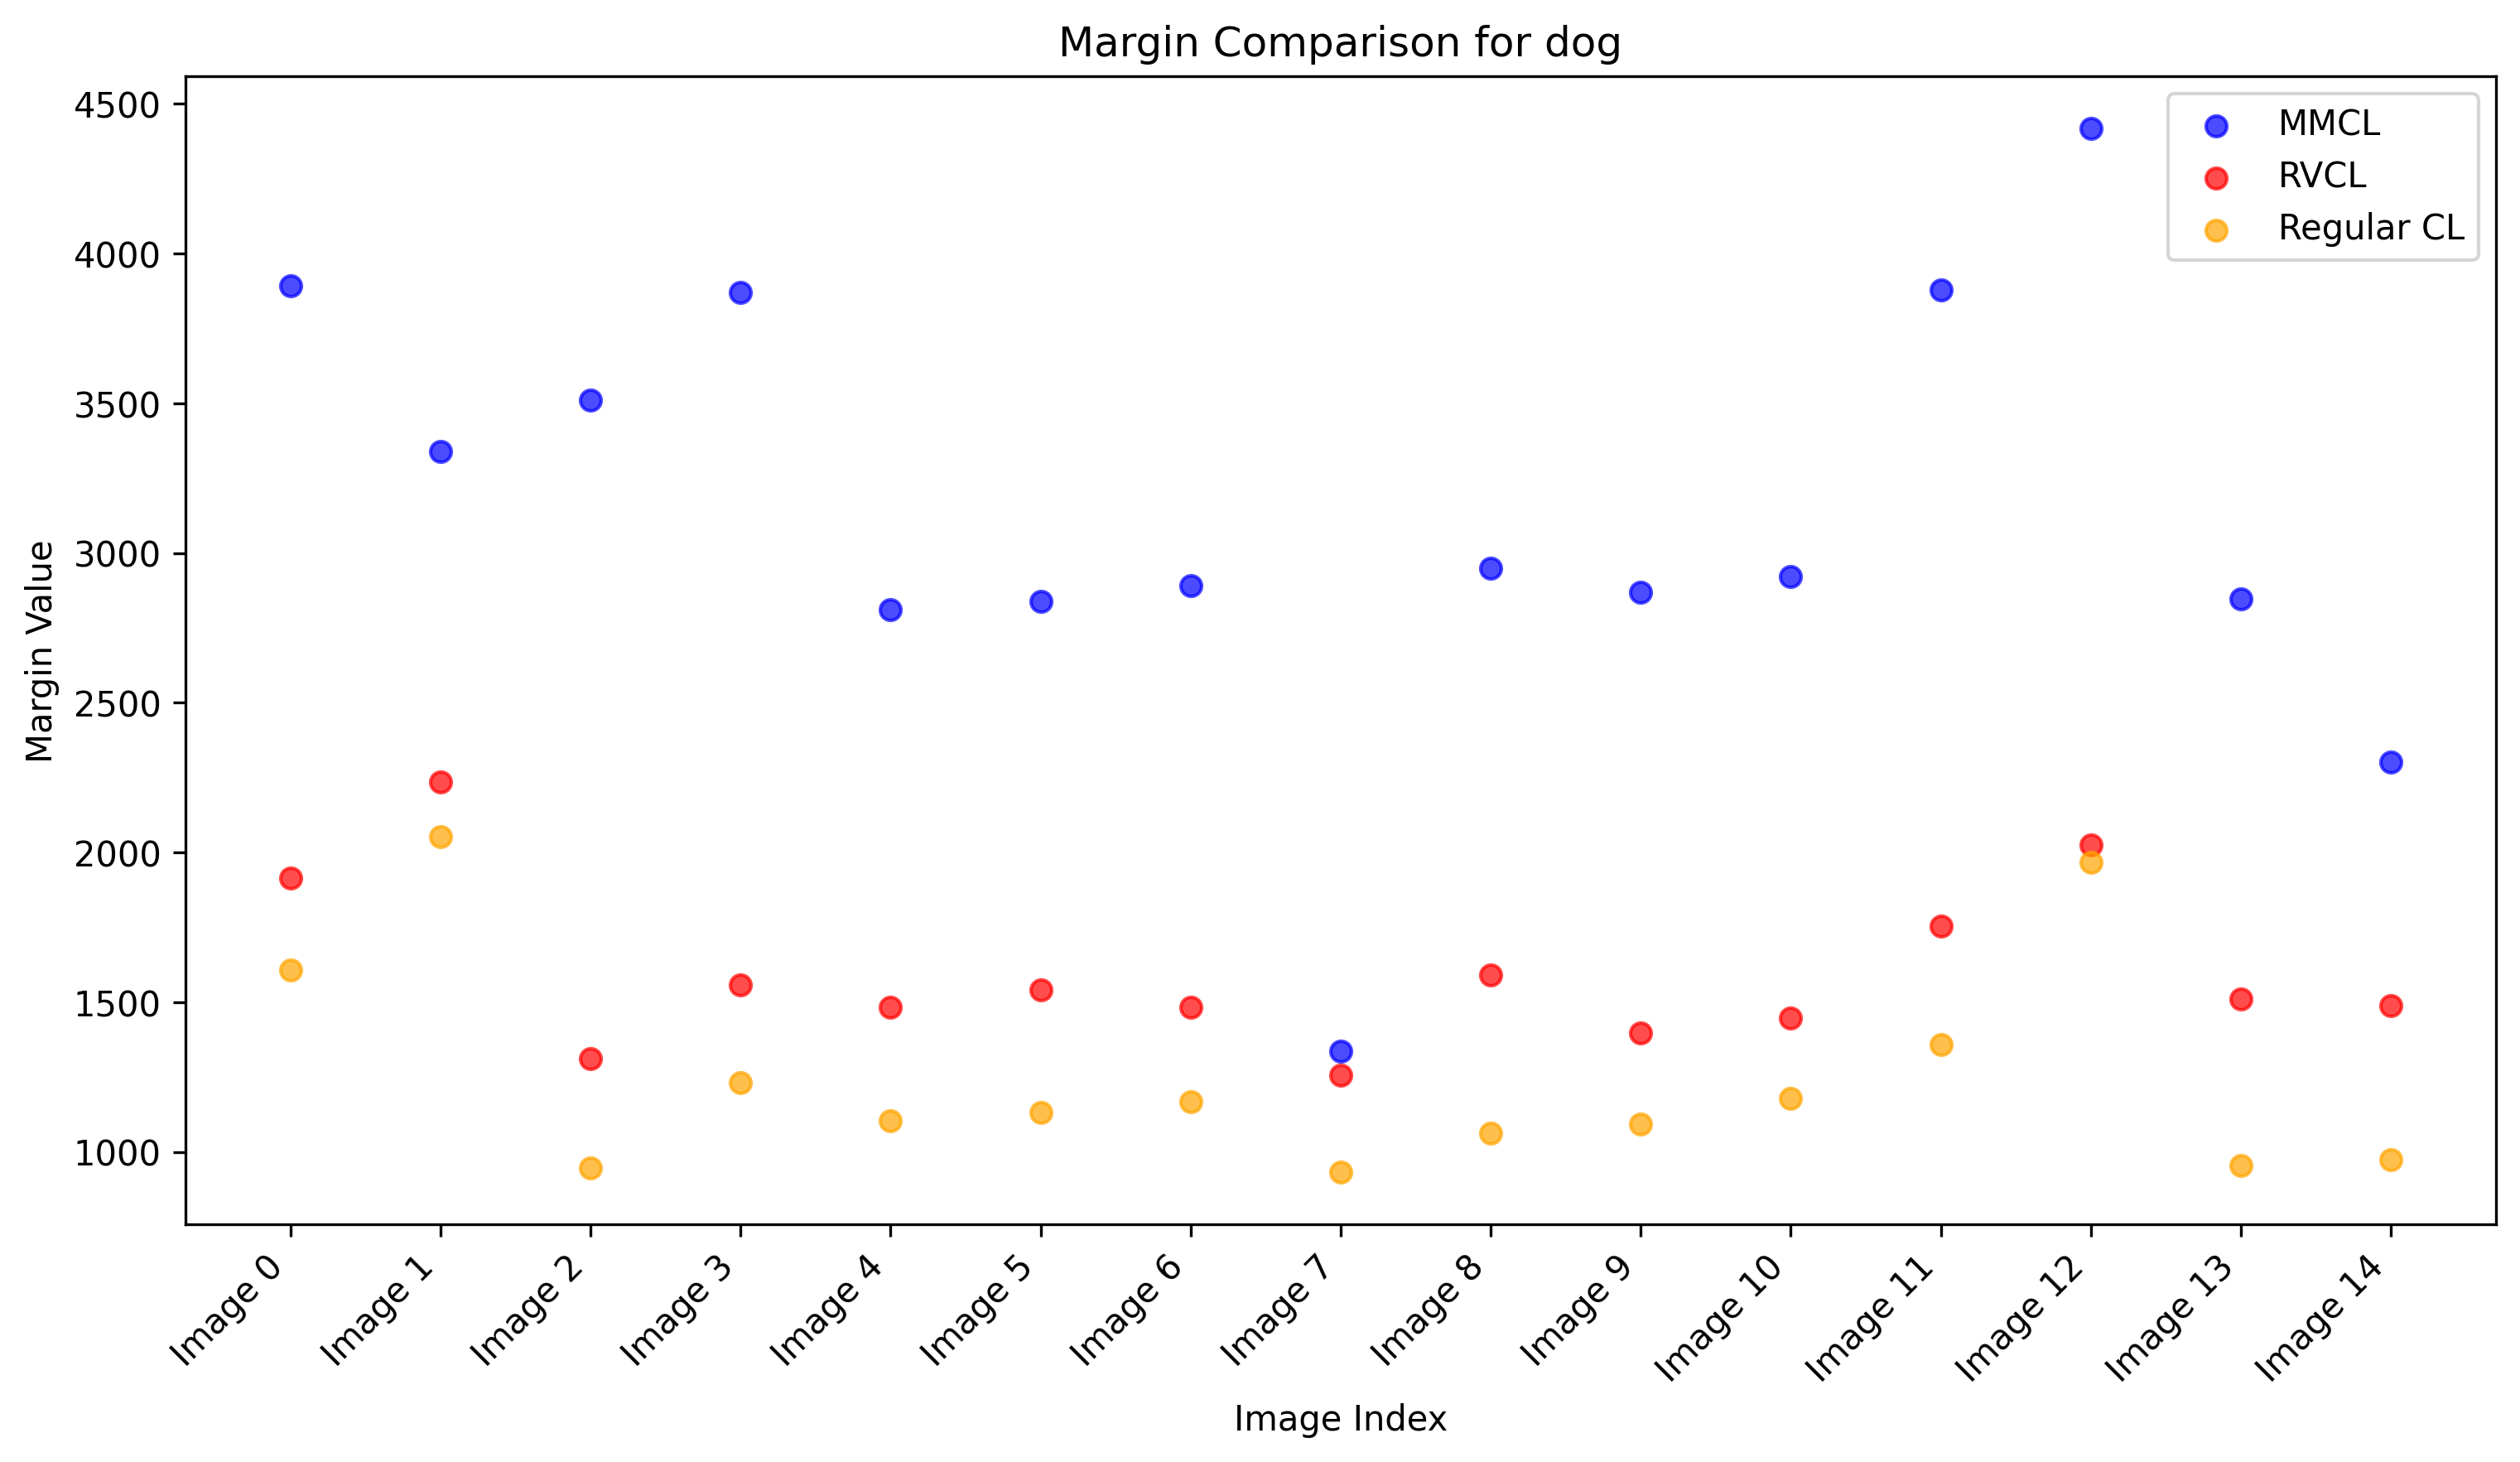 Margin Comparison for dog
4500
4000
3500
3000
2500
2000
1500
1000
Margin Value
MMCL
RVCL
Regular CL
Image 0
Image 1
Image 2
Image 3
Image 4
Image 5
Image 6
Image 7
Image 8
Image 9
Image 10
Image 11
Image 12
Image 13
Image 14
Image Index